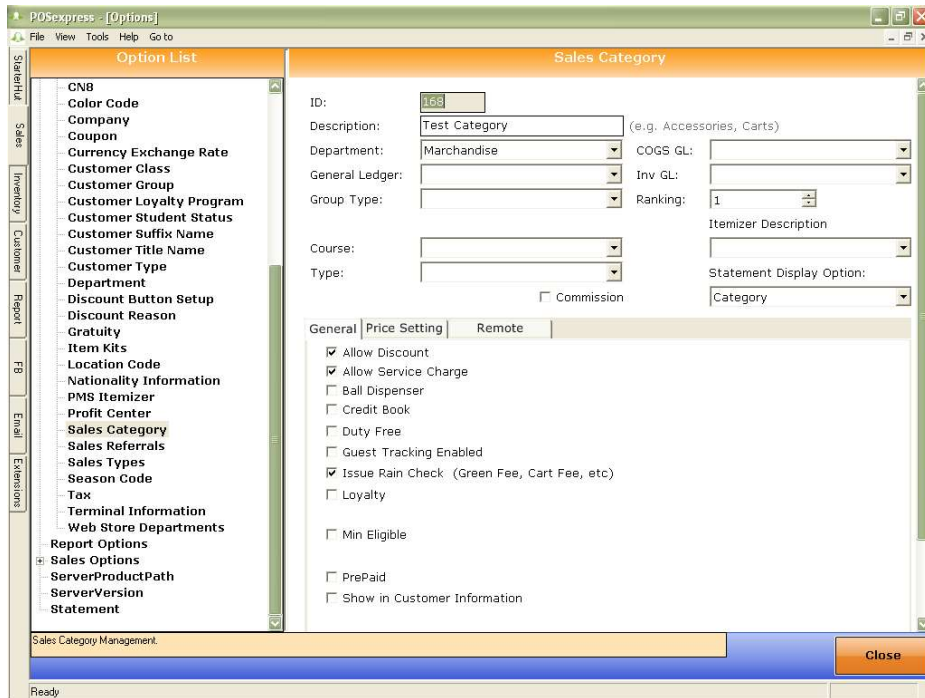 POSexpress - [Options]
File View Tools Help Go to
StarterHut
Sales
Inventory
Customer
Report
FB
Email
Extensions
Option List
CN8
Color Code
Company
Coupon
Currency Exchange Rate
Customer Class
Customer Group
Customer Loyalty Program
Customer Student Status
Customer Suffix Name
Customer Title Name
Customer Type
Department
Discount Button Setup
Discount Reason
Gratuity
Item Kits
Location Code
Nationality Information
PMS Itemizer
Profit Center
Sales Category
Sales Referrals
Sales Types
Season Code
Tax
Terminal Information
Web Store Departments
Report Options
Sales Options
ServerProductPath
ServerVersion
Statement
Sales Category
ID: 168
Description: Test Category (e.g. Accessories, Carts)
Department: Marchandise COGS GL:
General Ledger: Inv GL:
Group Type: Ranking: 1
Itemizer Description
Course:
Type: Statement Display Option:
Commission Category
General Price Setting Remote
Allow Discount
Allow Service Charge
Ball Dispenser
Credit Book
Duty Free
Guest Tracking Enabled
Issue Rain Check (Green Fee, Cart Fee, etc)
Loyalty
Min Eligible
PrePaid
Show in Customer Information
Sales Category Management.
Close
Ready